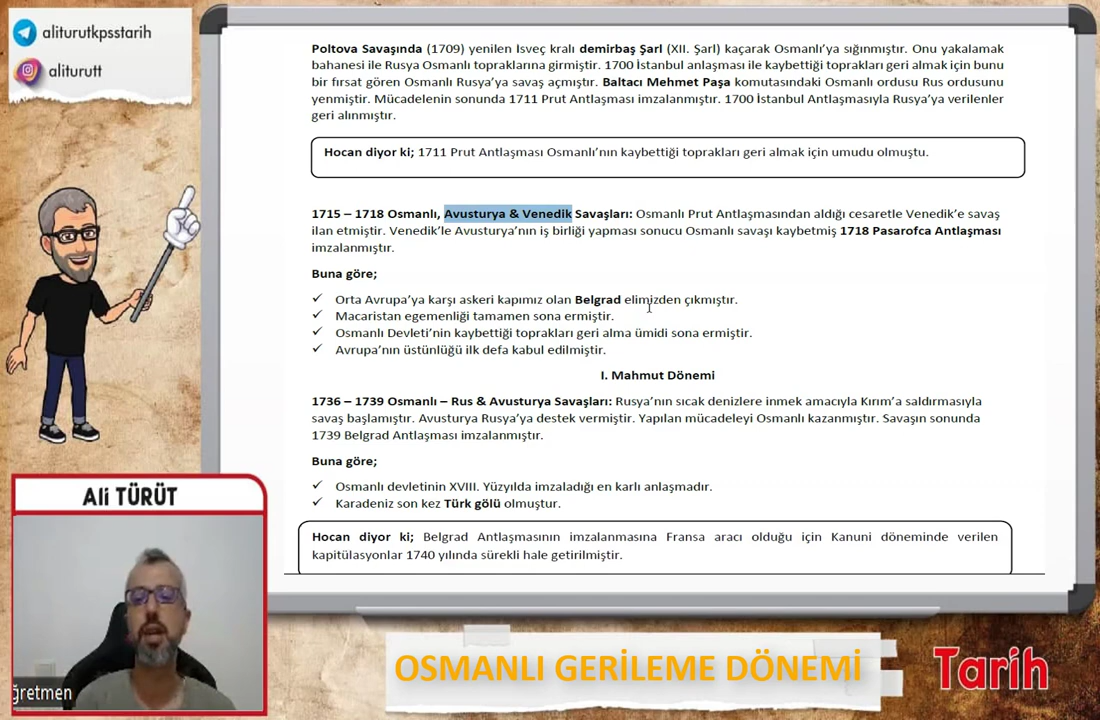 aliturutkpsstarih
aliturutt
Poltova Savaşında (1709) yenilen İsveç kralı demirbaş Şarl (XII. Şarl) kaçarak Osmanlı'ya sığınmıştır. Onu yakalamak
bahanesi ile Rusya Osmanlı topraklarına girmiştir. 1700 İstanbul anlaşması ile kaybettiği toprakları geri almak için bunu
bir fırsat gören Osmanlı Rusya'ya savaş açmıştır. Baltacı Mehmet Paşa komutasındaki Osmanlı ordusu Rus ordusunu
yenmiştir. Mücadelenin sonunda 1711 Prut Antlaşması imzalanmıştır. 1700 İstanbul Antlaşmasıyla Rusya'ya verilenler
geri alınmıştır.
Hocan diyor ki; 1711 Prut Antlaşması Osmanlı'nın kaybettiği toprakları geri almak için umudu olmuştu.
1715 – 1718 Osmanlı, Avusturya & Venedik Savaşları: Osmanlı Prut Antlaşmasından aldığı cesaretle Venedik'e savaş
ilan etmiştir. Venedik'le Avusturya'nın iş birliği yapması sonucu Osmanlı savaşı kaybetmiş 1718 Pasarofca Antlaşması
imzalanmıştır.
Buna göre;
✓ Orta Avrupa'ya karşı askeri kapımız olan Belgrad elimizden çıkmıştır.
✓ Macaristan egemenliği tamamen sona ermiştir.
✓ Osmanlı Devleti'nin kaybettiği toprakları geri alma ümidi sona ermiştir.
✓ Avrupa'nın üstünlüğü ilk defa kabul edilmiştir.
I. Mahmut Dönemi
1736 – 1739 Osmanlı – Rus & Avusturya Savaşları: Rusya'nın sıcak denizlere inmek amacıyla Kırım'a saldırmasıyla
savaş başlamıştır. Avusturya Rusya'ya destek vermiştir. Yapılan mücadeleyi Osmanlı kazanmıştır. Savaşın sonunda
1739 Belgrad Antlaşması imzalanmıştır.
Buna göre;
✓ Osmanlı devletinin XVIII. Yüzyılda imzaladığı en karlı anlaşmadır.
✓ Karadeniz son kez Türk gölü olmuştur.
Hocan diyor ki; Belgrad Antlaşmasının imzalanmasına Fransa aracı olduğu için Kanuni döneminde verilen
kapitülasyonlar 1740 yılında sürekli hale getirilmiştir.
Ali TÜRÜT
ğretmen
OSMANLI GERİLEME DÖNEMİ
Tarih